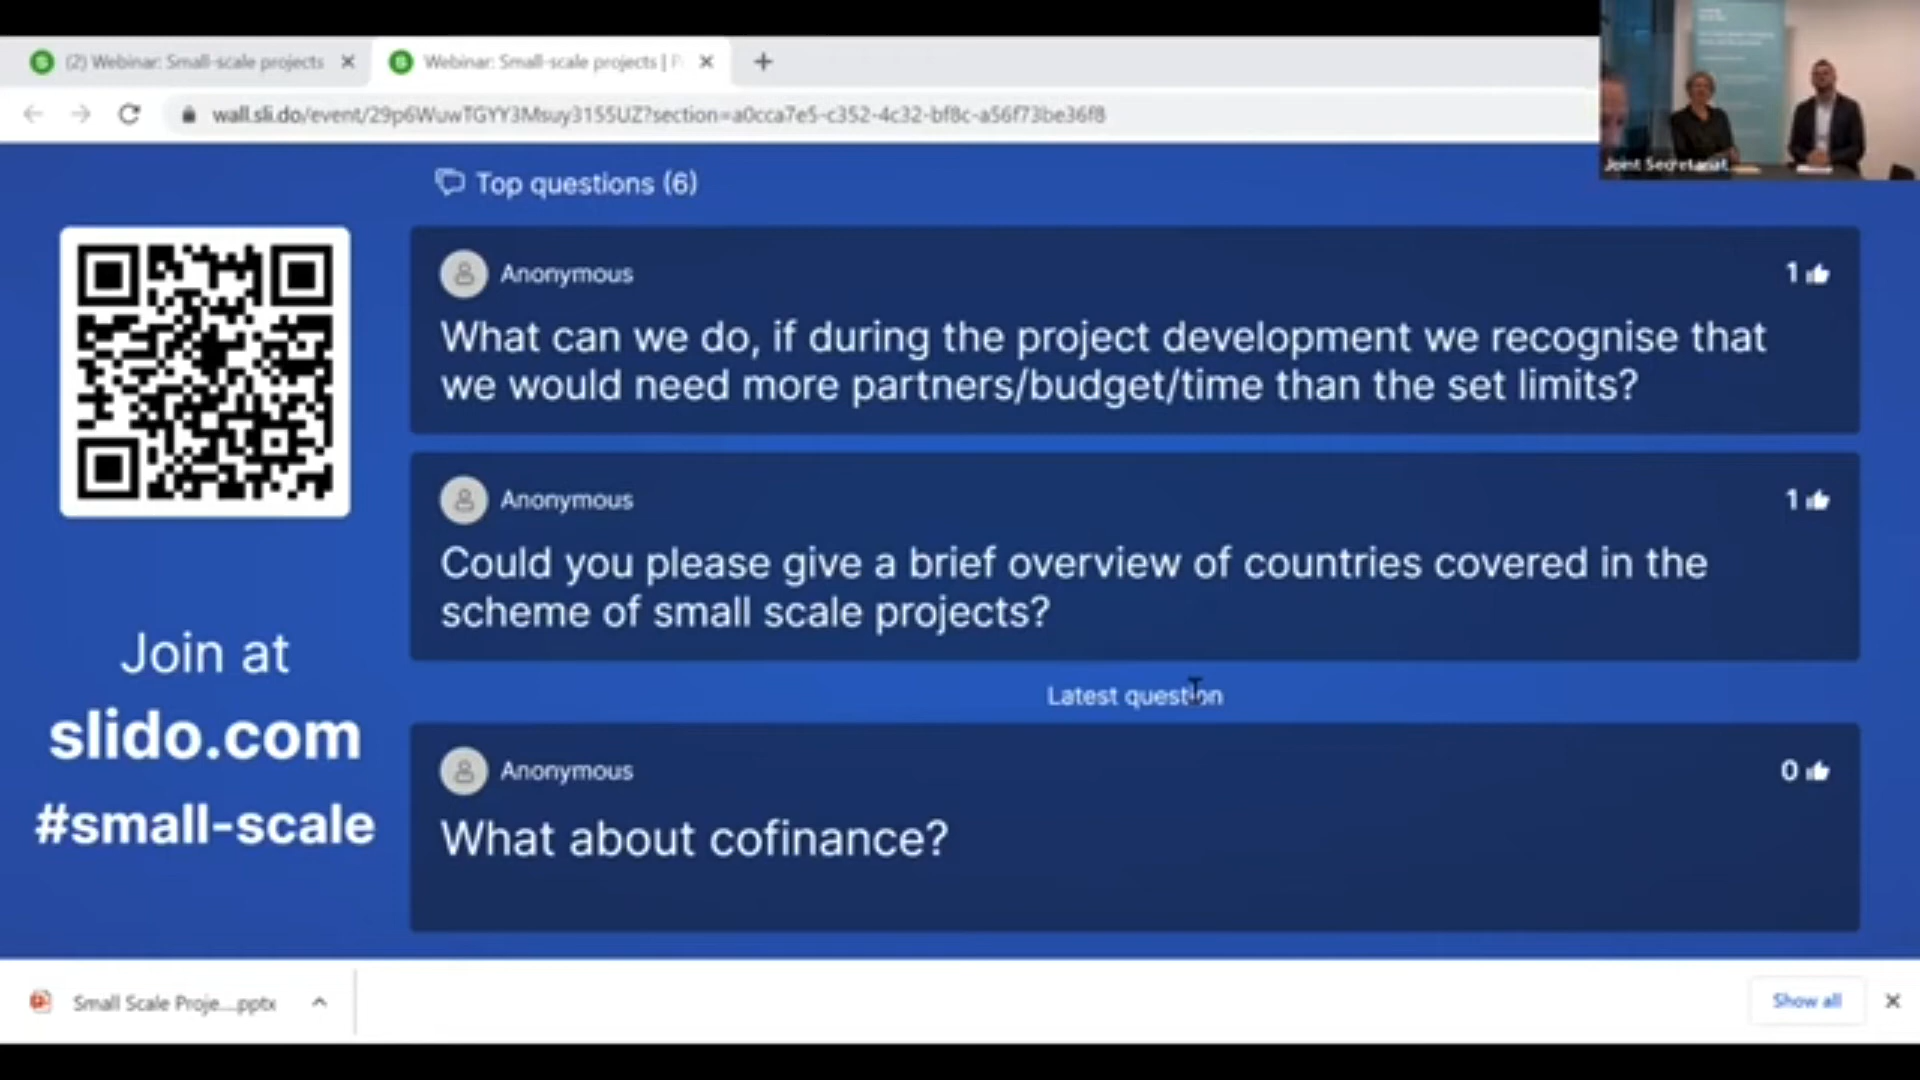 (2) Webinar: Small-scale projects
Webinar: Small-scale projects |
wall.sli.do/event/29p6WuwTGYY3Msuy3155UZ?section=a0cca7e5-c352-4c32-bf8c-a56f73be36f8
Joint Secretariat
Top questions (6)
Anonymous
1
What can we do, if during the project development we recognise that
we would need more partners/budget/time than the set limits?
Anonymous
1
Could you please give a brief overview of countries covered in the
scheme of small scale projects?
Latest question
Anonymous
0
What about cofinance?
Join at
slido.com
#small-scale
Small Scale Proje....pptx
Show all